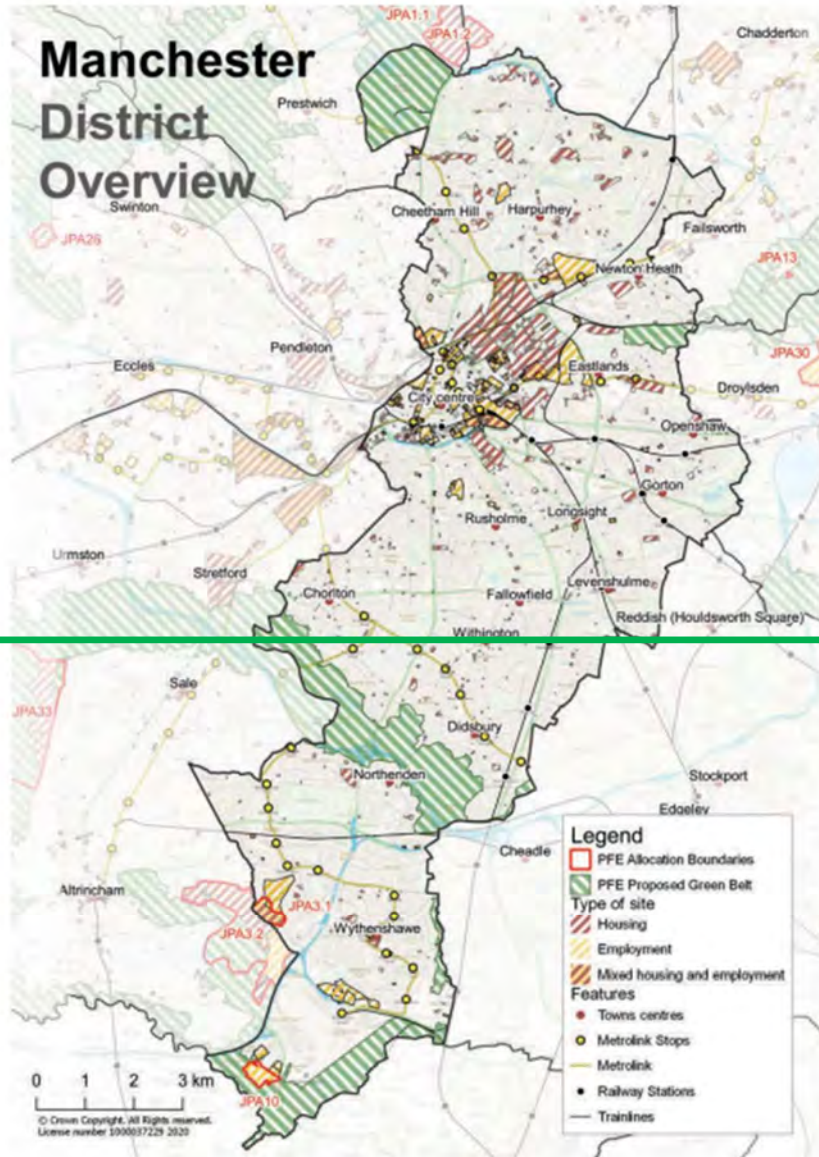 JPA1.1
JPA1.2
Manchester
District
Overview
Chadderton
Prestwich
Swinton
Cheetham Hill
Harpurhey
Failsworth
JPA26
JPA13
Newton Heath
Pendleton
Eccles
Eastlands
JPA30
Droylsden
City centre
Openshaw
Gorton
Rusholme
Longsight
Urmston
Stretford
Chorlton
Fallowfield
Levenshulme
Reddish (Houldsworth Square)
Withington
Sale
JPA33
Didsbury
Northenden
Stockport
Edgeley
Cheadle
Altrincham
JPA3.1
JPA3.2
Wythenshawe
JPA10
Legend
PFE Allocation Boundaries
PFE Proposed Green Belt
Type of site
Housing
Employment
Mixed housing and employment
Features
Towns centres
Metrolink Stops
Metrolink
Railway Stations
Trainlines
0 1 2 3 km
© Crown Copyright. All Rights reserved.
License number 1000037229 2020